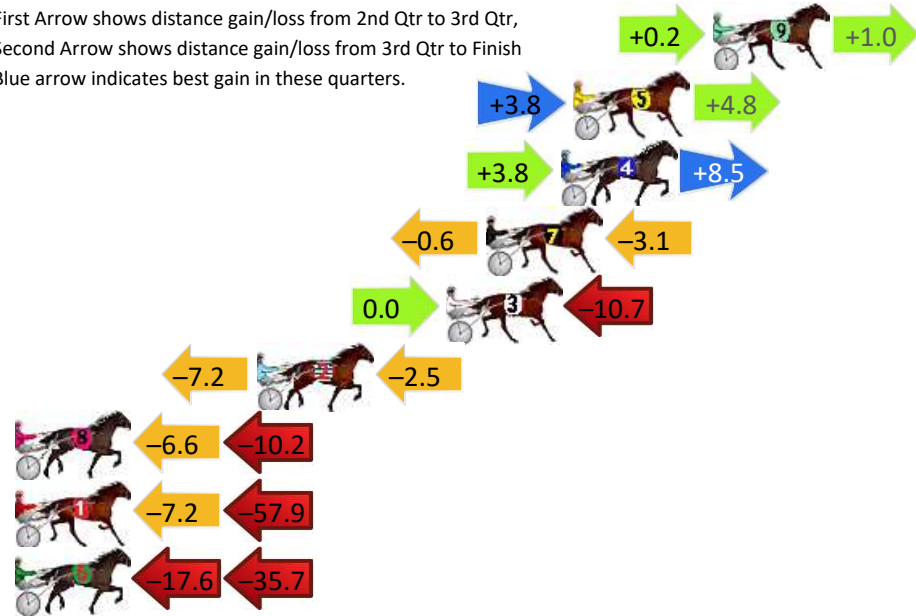 First Arrow shows distance gain/loss from 2nd Qtr to 3rd Qtr,
Second Arrow shows distance gain/loss from 3rd Qtr to Finish
Blue arrow indicates best gain in these quarters.
+0.2 9 +1.0
+3.8 5 +4.8
+3.8 4 +8.5
–0.6 7 –3.1
0.0 3 –10.7
–7.2 2 –2.5
8 –6.6 –10.2
1 –7.2 –57.9
6 –17.6 –35.7